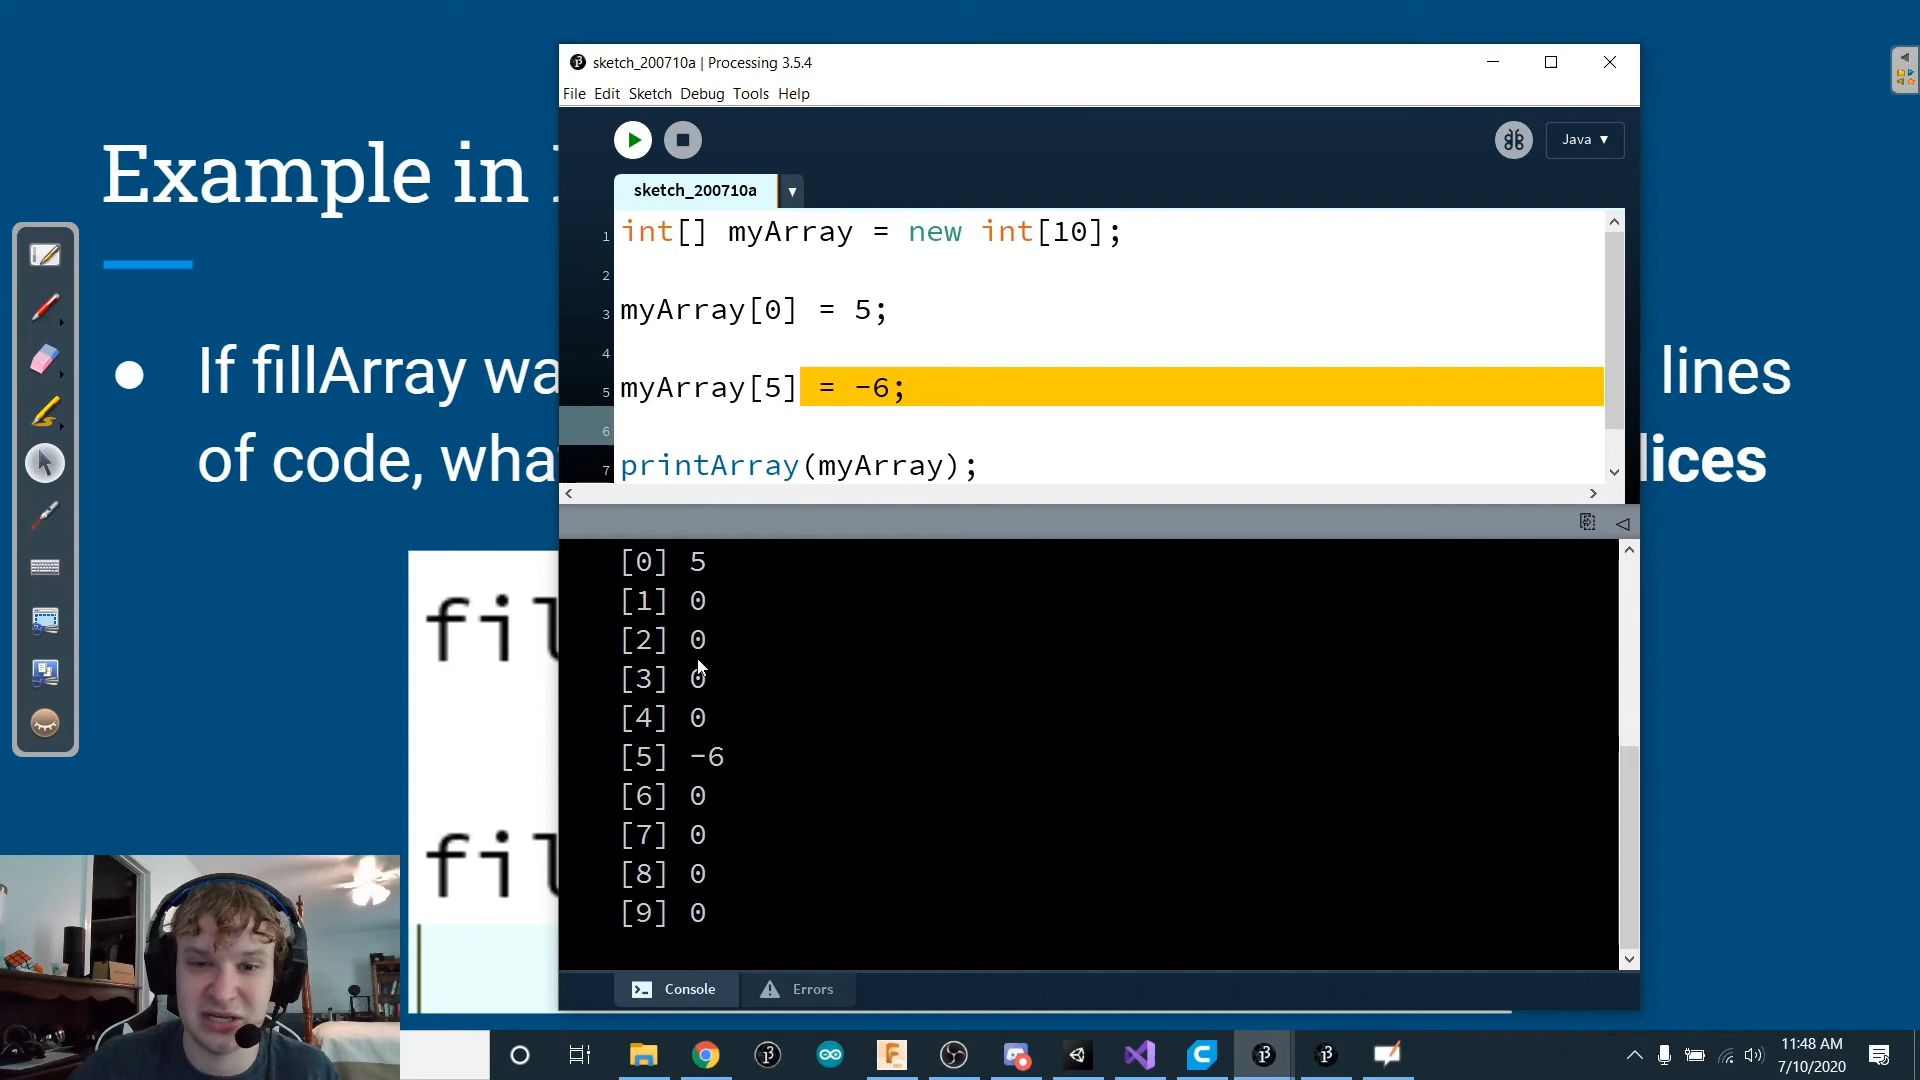 sketch_200710a | Processing 3.5.4
File Edit Sketch Debug Tools Help
Java
sketch_200710a
1 int[] myArray = new int[10];
2
3 myArray[0] = 5;
4
5 myArray[5] = -6;
6
7 printArray(myArray);
[0] 5
[1] 0
[2] 0
[3] 0
[4] 0
[5] -6
[6] 0
[7] 0
[8] 0
[9] 0
Console
Errors
Example in
If fillArray wa
lines
of code, wha
lices
fil
fil
11:48 AM
7/10/2020